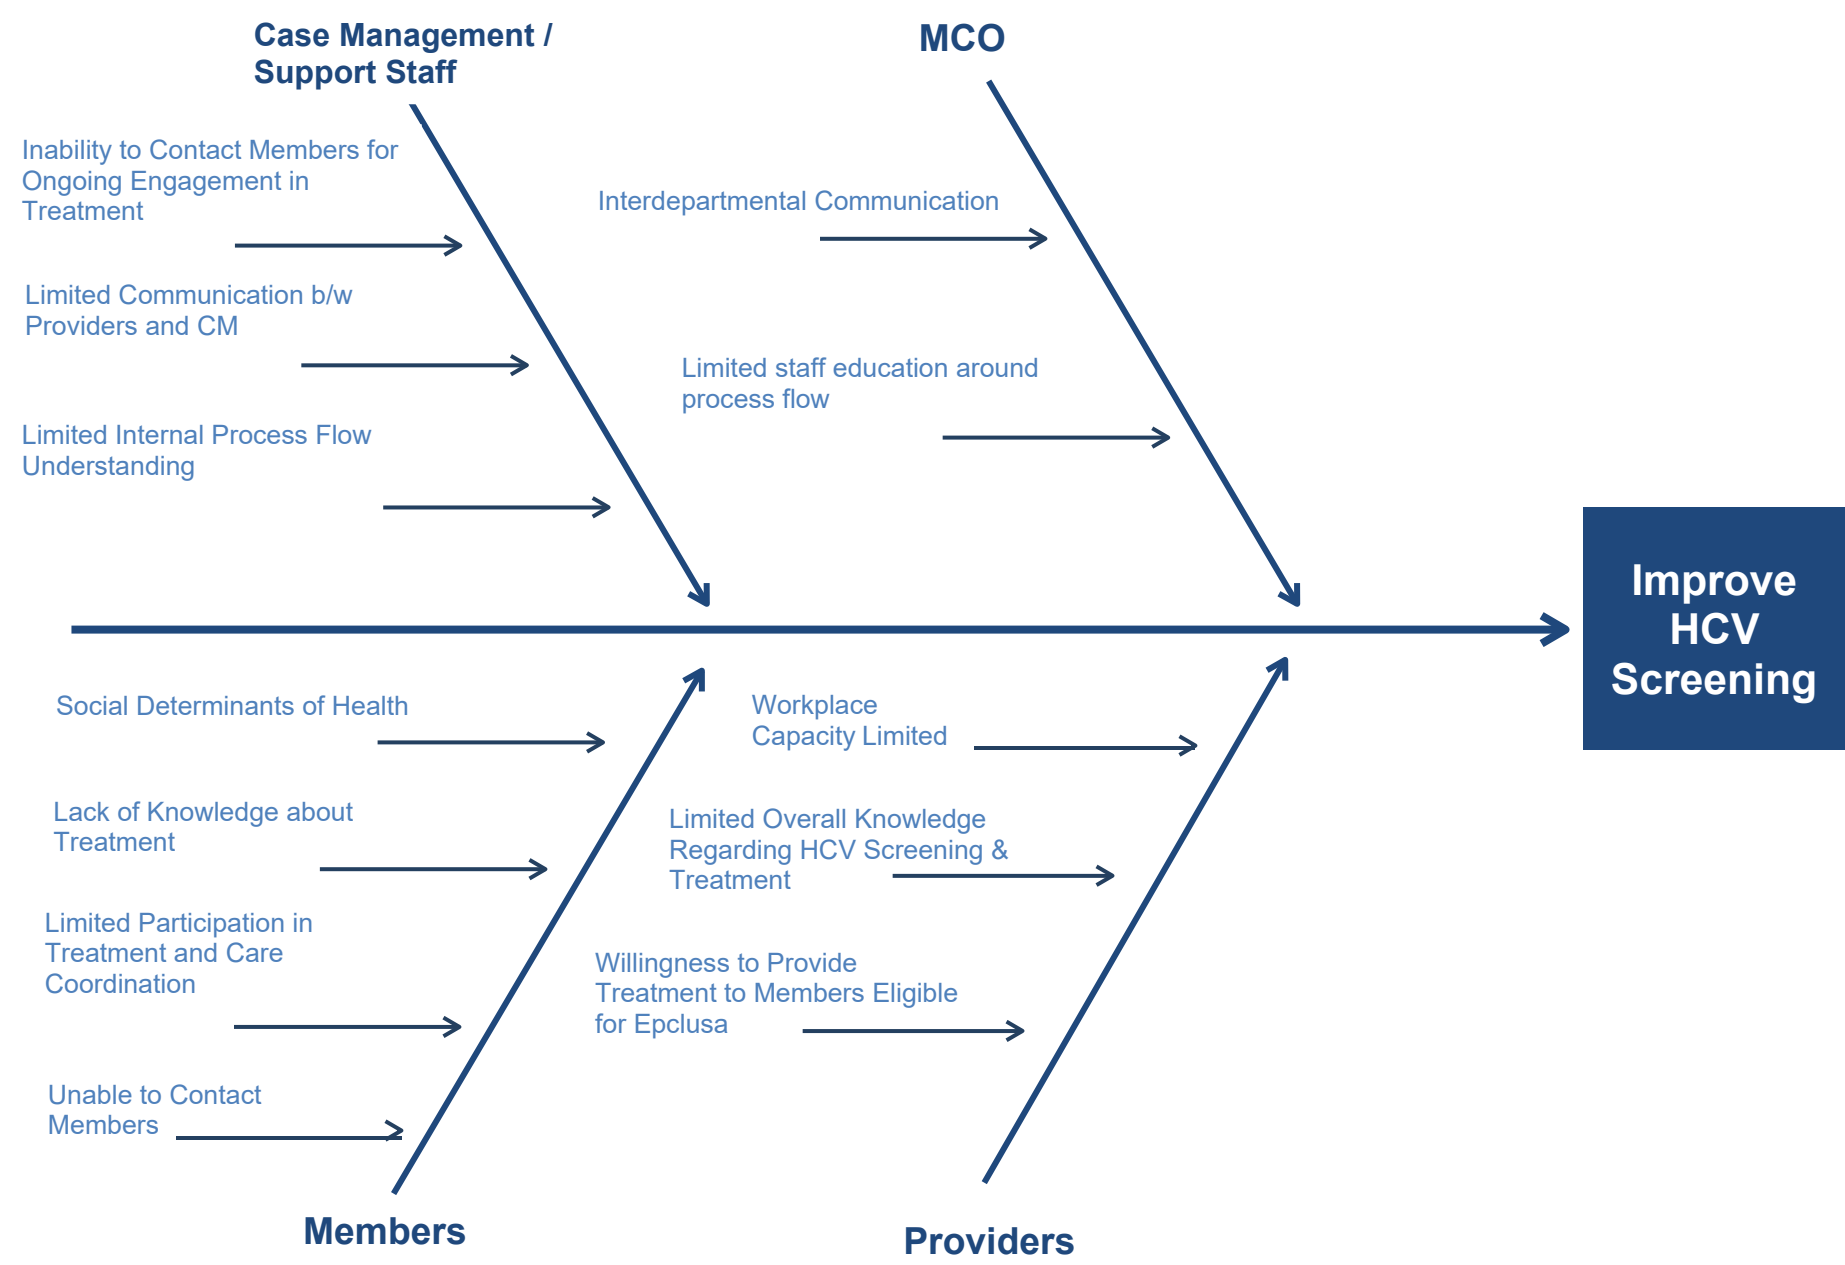 Case Management /
Support Staff
MCO
Inability to Contact Members for
Ongoing Engagement in
Treatment
Interdepartmental Communication
Limited Communication b/w
Providers and CM
Limited staff education around
process flow
Limited Internal Process Flow
Understanding
Improve
HCV
Screening
Social Determinants of Health
Workplace
Capacity Limited
Lack of Knowledge about
Treatment
Limited Overall Knowledge
Regarding HCV Screening &
Treatment
Limited Participation in
Treatment and Care
Coordination
Willingness to Provide
Treatment to Members Eligible
for Epclusa
Unable to Contact
Members
Members
Providers